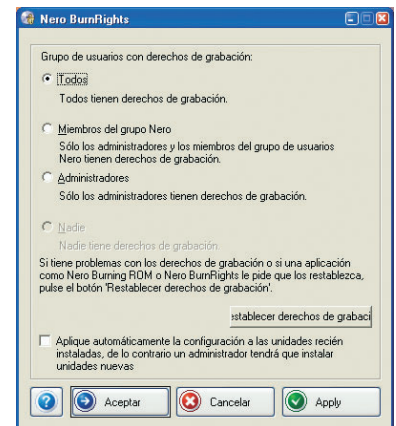 Nero BurnRights
Grupo de usuarios con derechos de grabación:
Todos
Todos tienen derechos de grabación.
Miembros del grupo Nero
Sólo los administradores y los miembros del grupo de usuarios
Nero tienen derechos de grabación.
Administradores
Sólo los administradores tienen derechos de grabación.
Nadie
Nadie tiene derechos de grabación
Si tiene problemas con los derechos de grabación o si una aplicación
como Nero Burning ROM o Nero BurnRights le pide que los restablezca,
pulse el botón 'Restablecer derechos de grabación'.
establecer derechos de grabaci
Aplique automáticamente la configuración a las unidades recién
instaladas, de lo contrario un administrador tendrá que instalar
unidades nuevas
? Aceptar Cancelar Apply